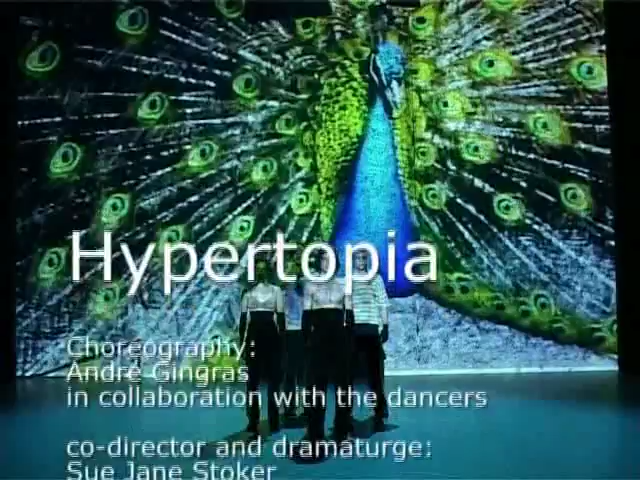 Hypertopia
Choreography:
André Gingras
in collaboration with the dancers
co-director and dramaturge:
Sue Jane Stoker